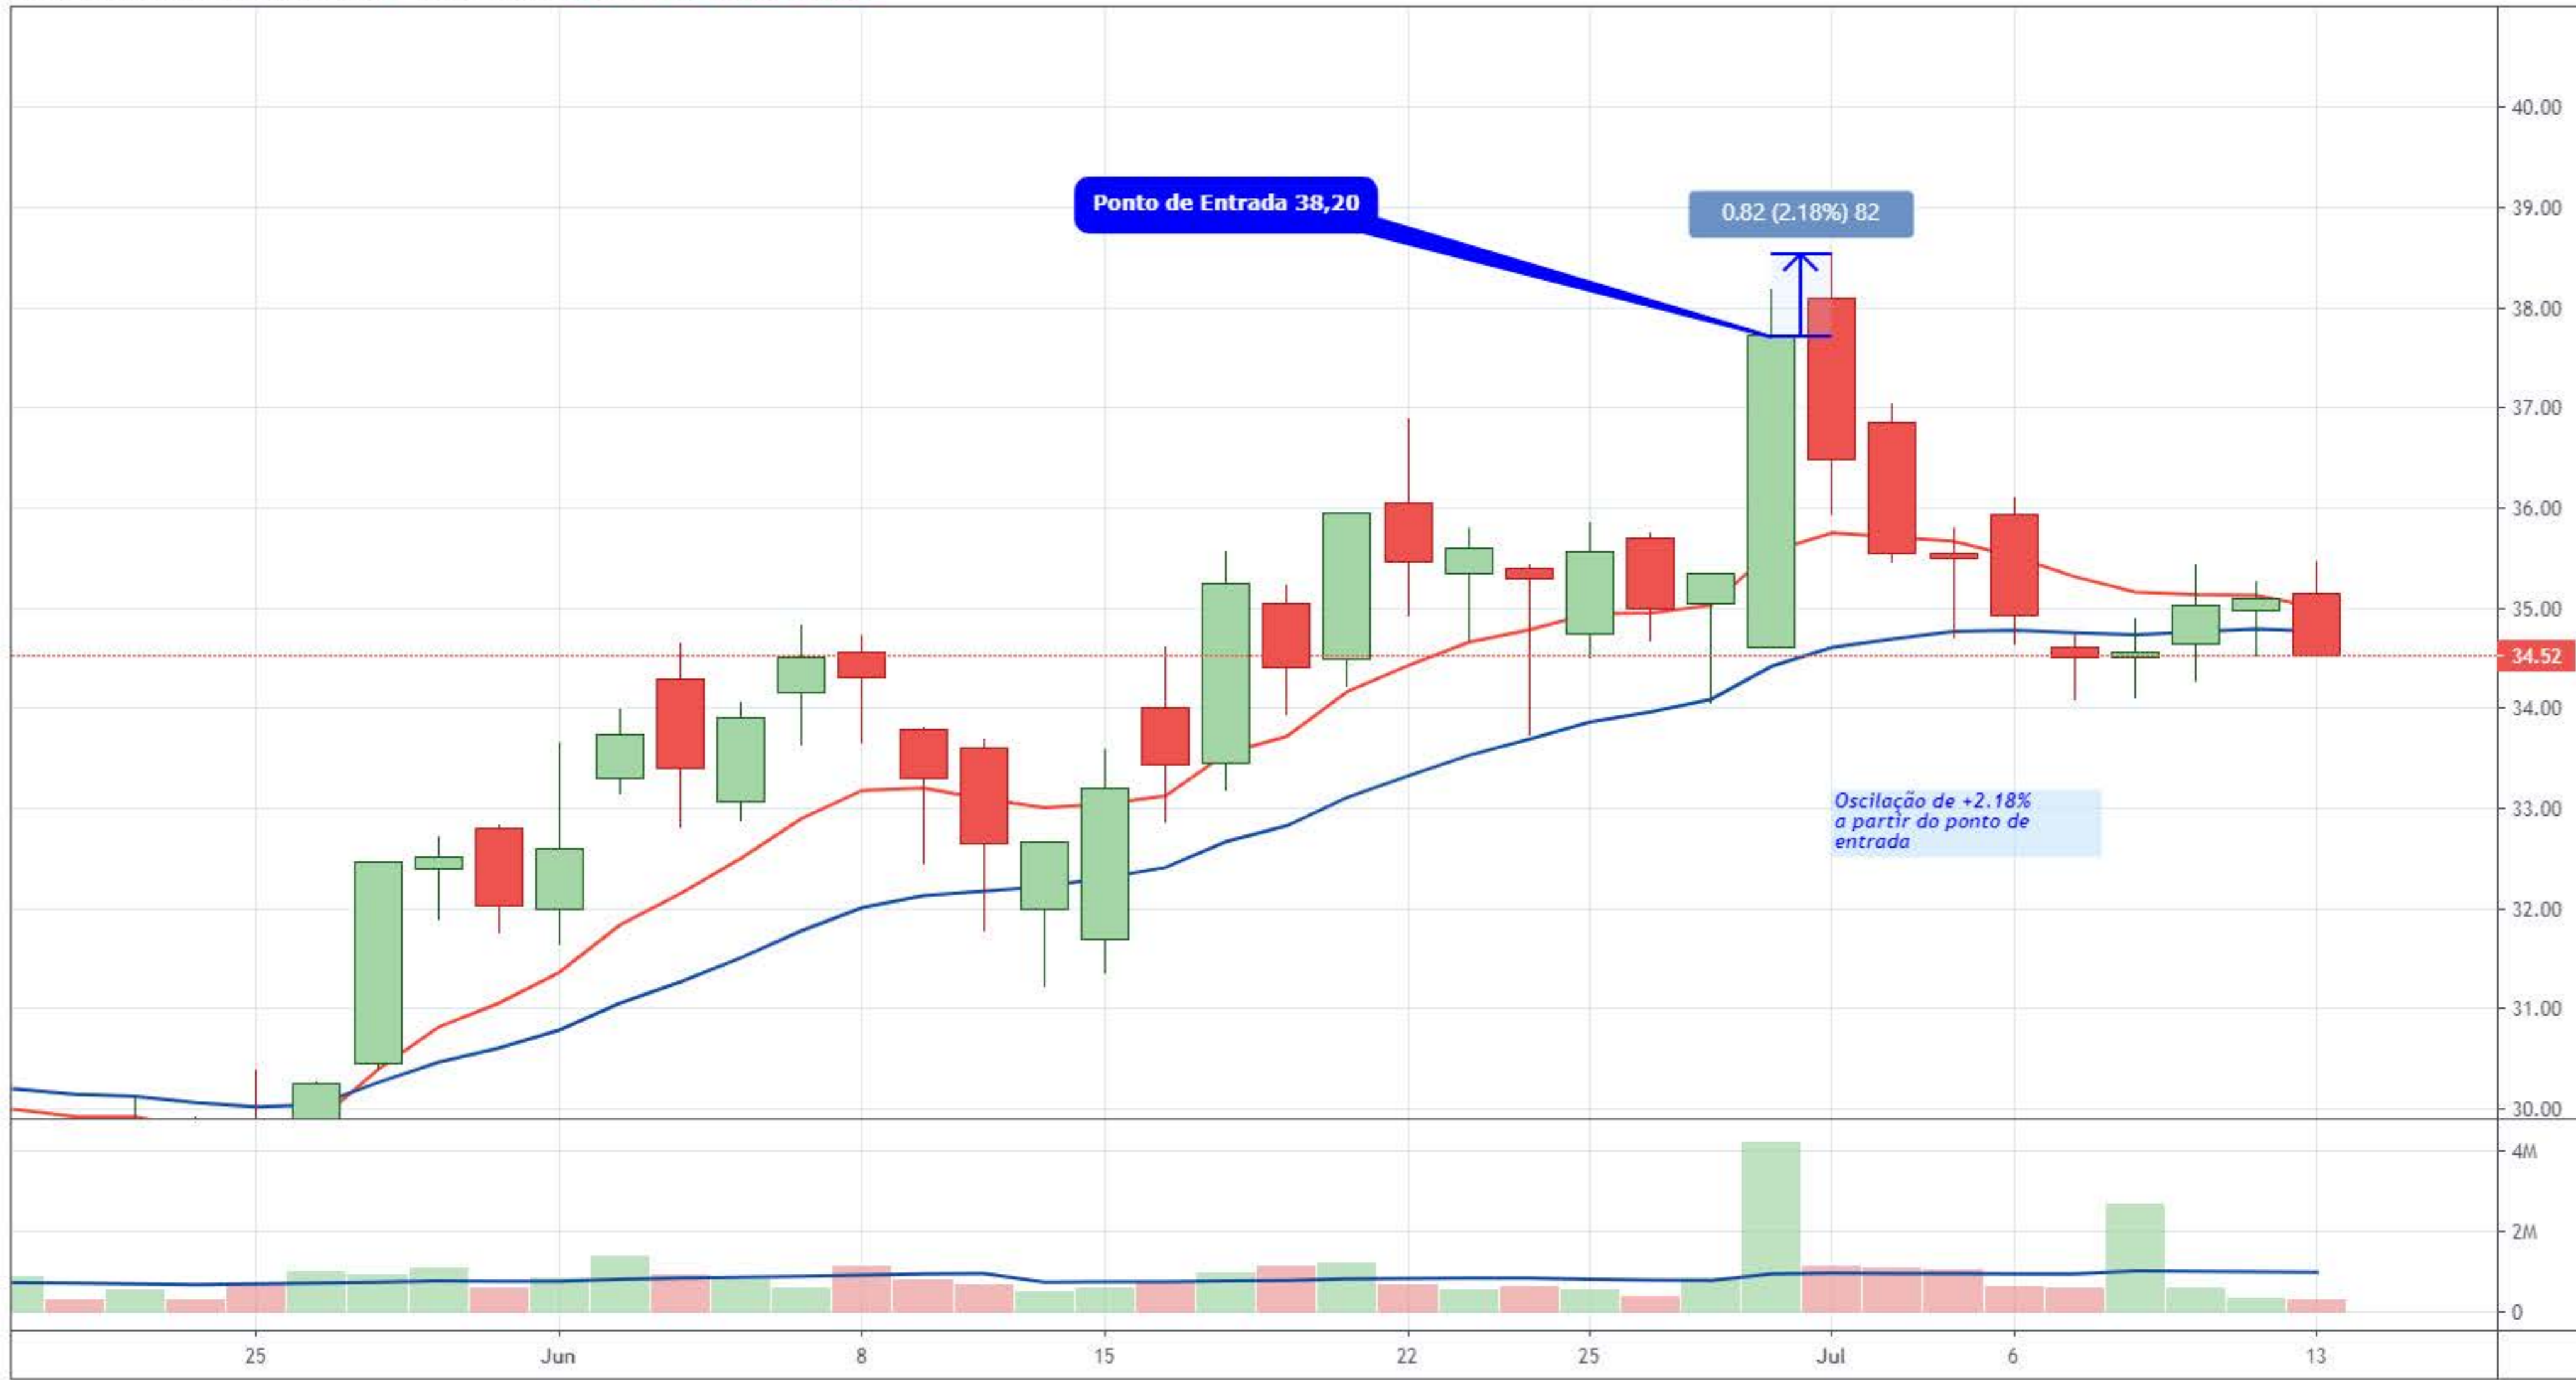 40.00
Ponto de Entrada 38,20
0.82 (2.18%) 82
39.00
38.00
37.00
36.00
35.00
34.52
34.00
Oscilação de +2.18%
a partir do ponto de
entrada
33.00
32.00
31.00
30.00
4M
2M
0
25 Jun 8 15 22 25 Jul 6 13